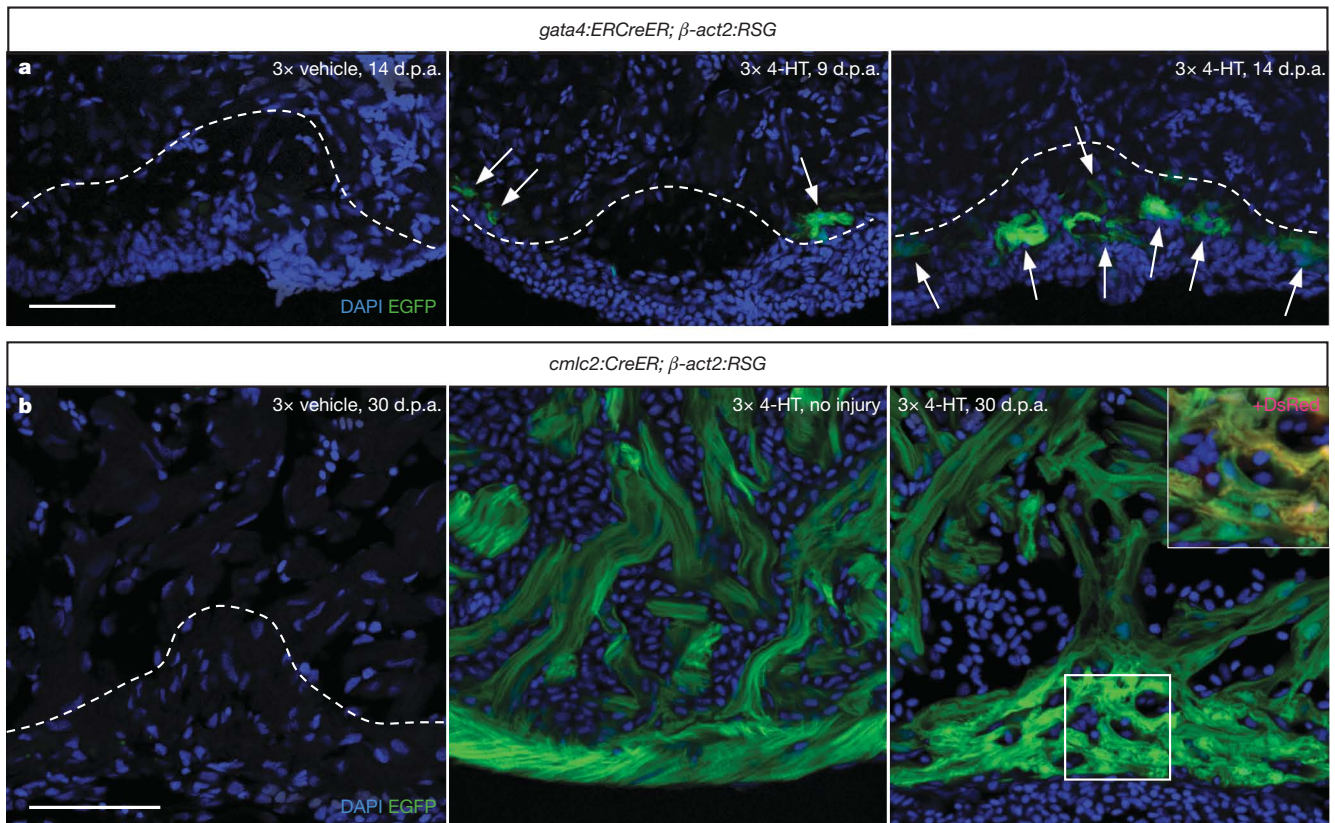 gata4:ERCreER; β-act2:RSG
a
3× vehicle, 14 d.p.a.
3× 4-HT, 9 d.p.a.
3× 4-HT, 14 d.p.a.
DAPI EGFP
cmlc2:CreER; β-act2:RSG
b
3× vehicle, 30 d.p.a.
3× 4-HT, no injury
3× 4-HT, 30 d.p.a.
+DsRed
DAPI EGFP